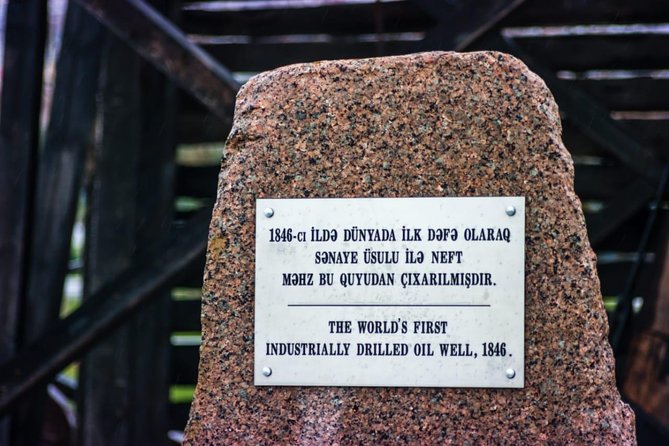 1846-CI İLDƏ DÜNYADA İLK DƏFƏ OLARAQ
SƏNAYE ÜSULU İLƏ NEFT
MƏHZ BU QUYUDAN ÇIXARILMIŞDIR.
THE WORLD'S FIRST
INDUSTRIALLY DRILLED OIL WELL, 1846.